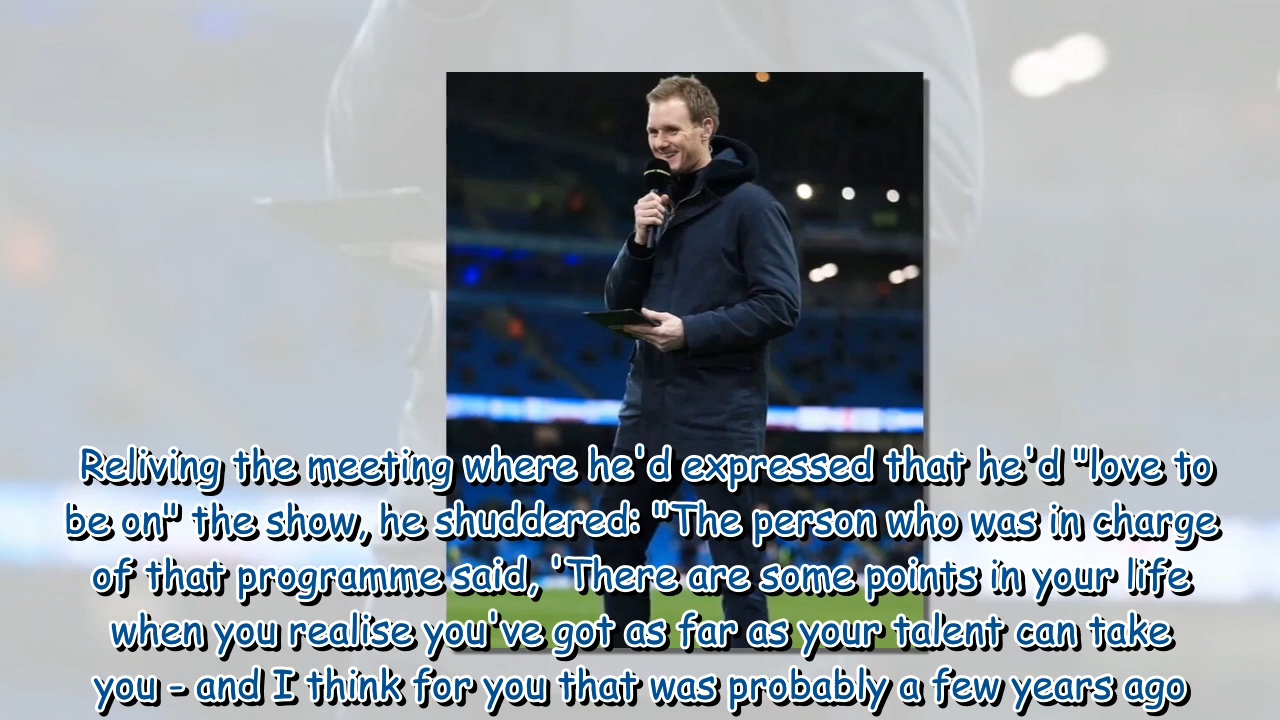 Reliving the meeting where he'd expressed that he'd "love to
be on" the show, he shuddered: "The person who was in charge
of that programme said, 'There are some points in your life
when you realise you've got as far as your talent can take
you - and I think for you that was probably a few years ago